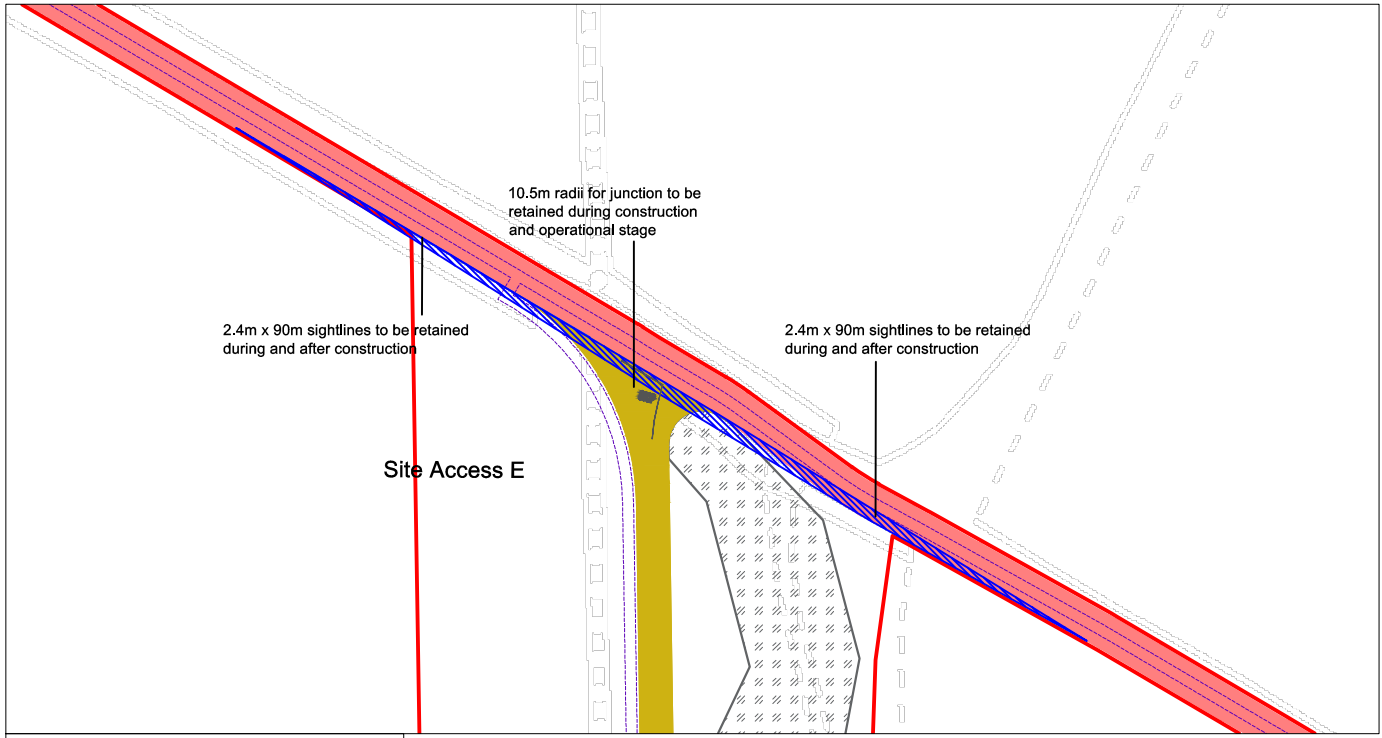 10.5m radii for junction to be
retained during construction
and operational stage
2.4m x 90m sightlines to be retained
during and after construction
2.4m x 90m sightlines to be retained
during and after construction
Site Access E